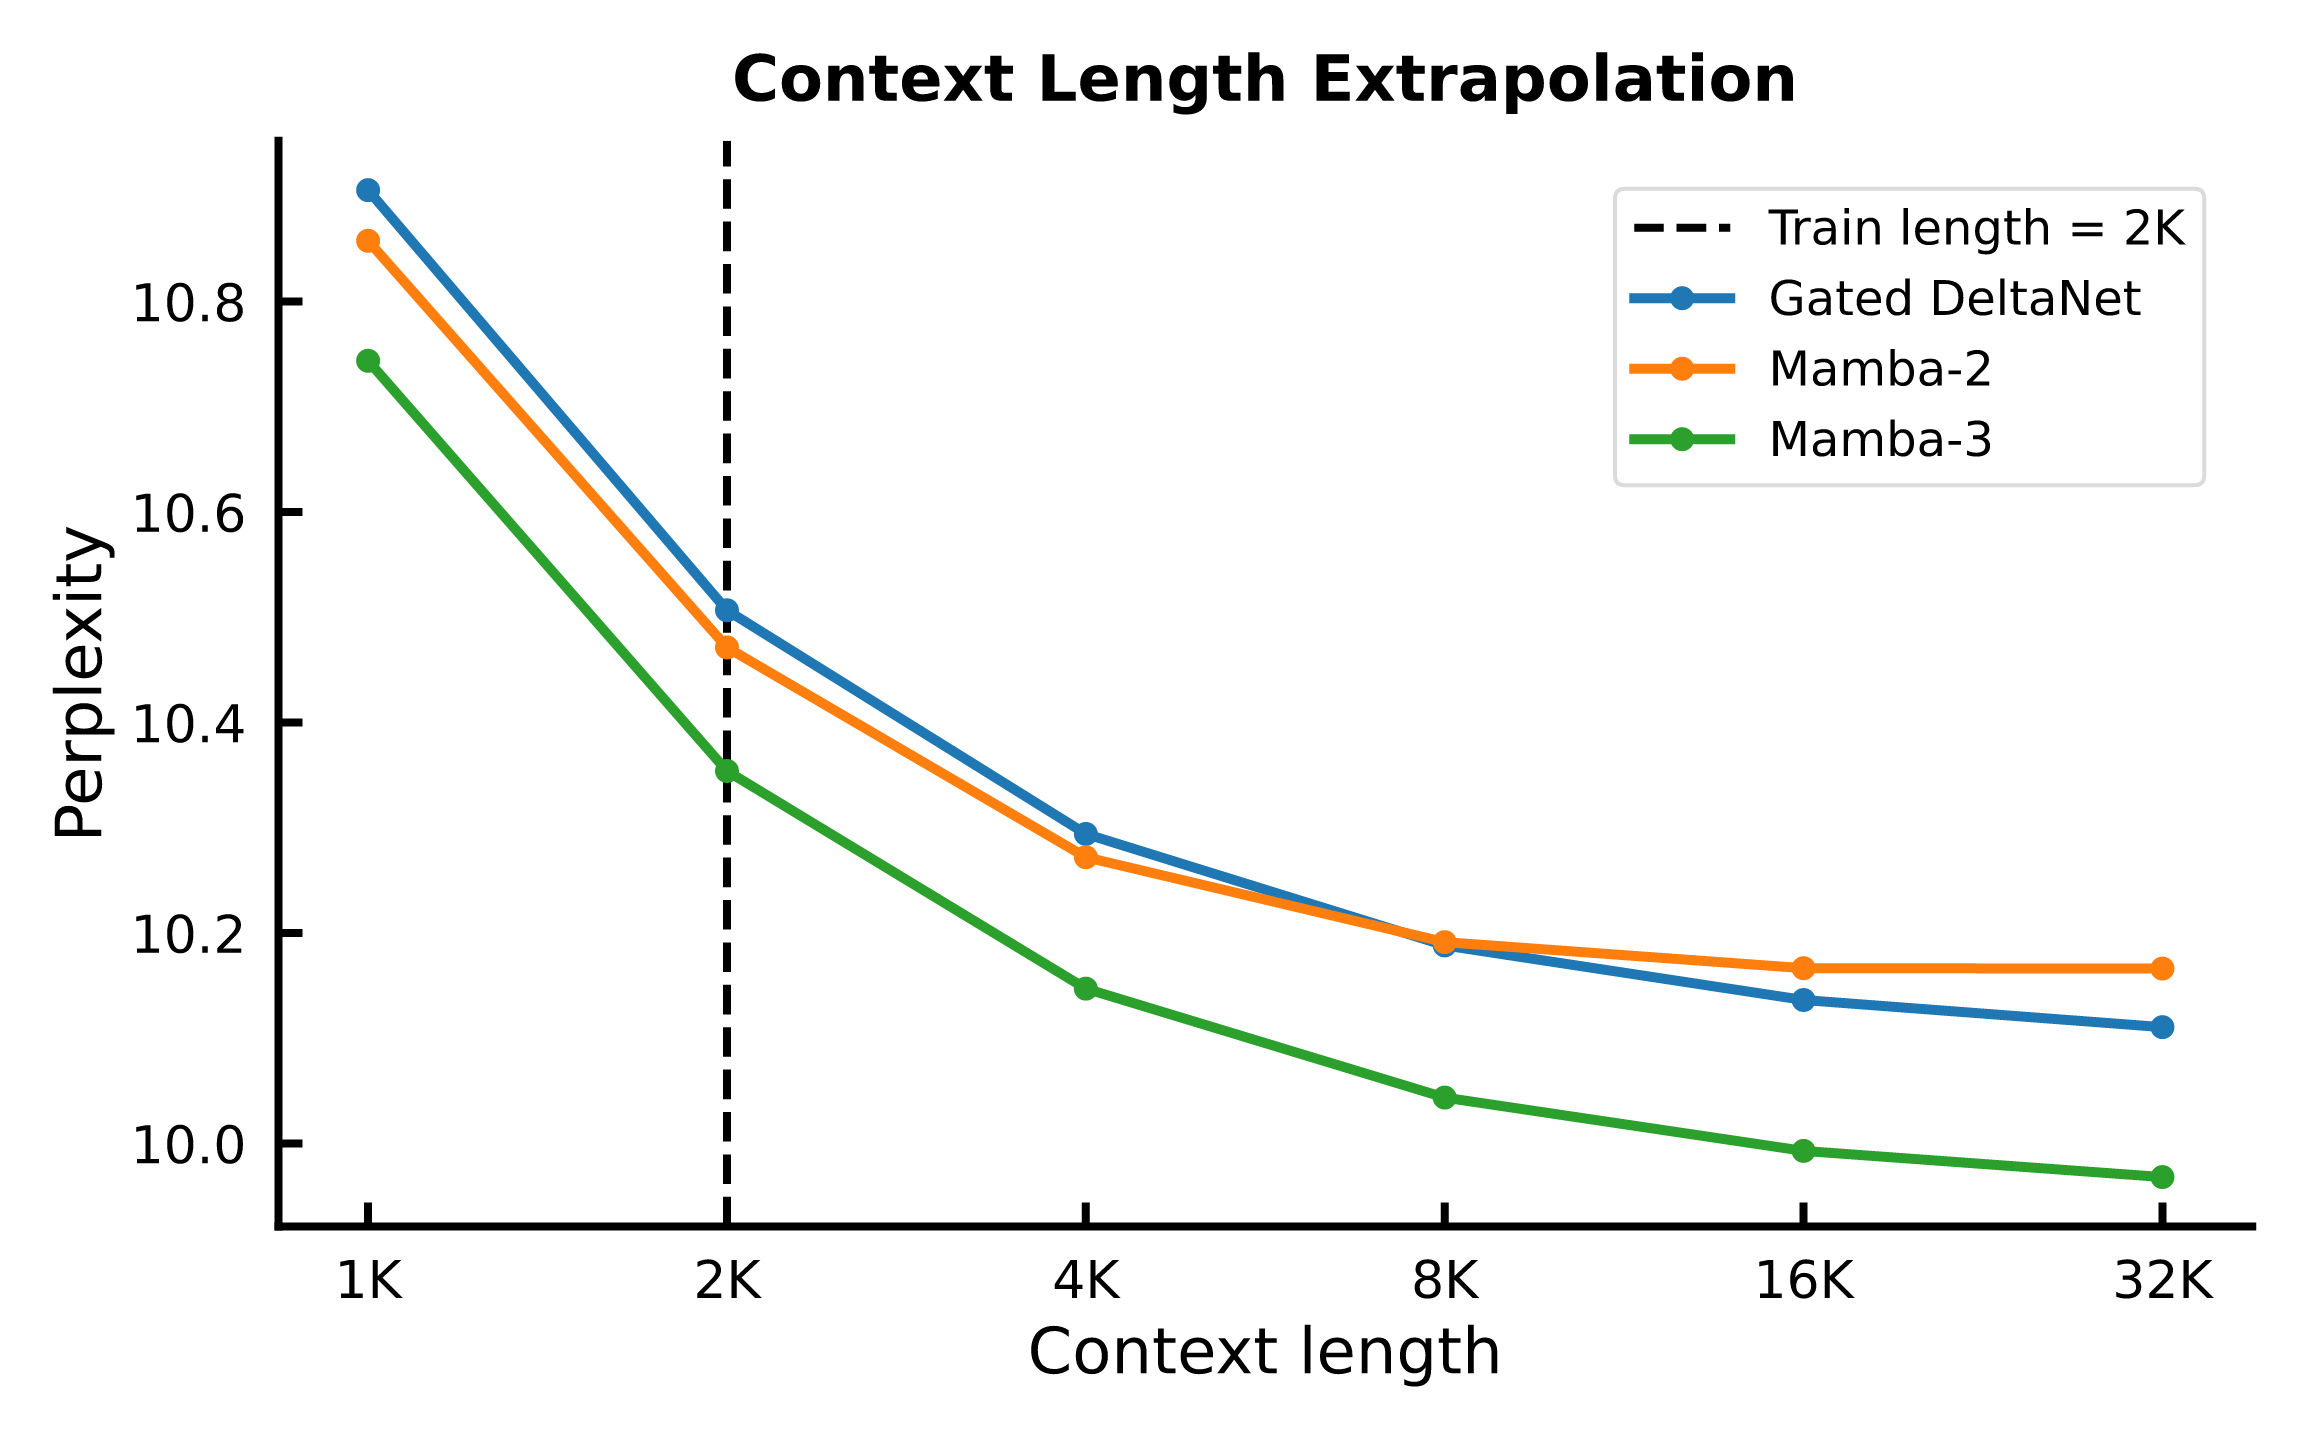 Context Length Extrapolation
Train length = 2K
Gated DeltaNet
Mamba-2
Mamba-3
Perplexity
10.8
10.6
10.4
10.2
10.0
1K 2K 4K 8K 16K 32K
Context length